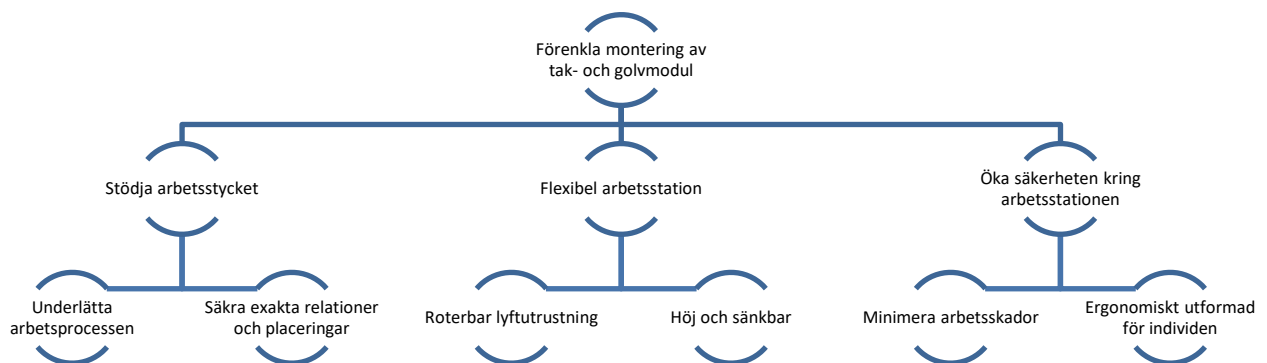 Förenkla montering av
tak- och golvmodul
Stödja arbetsstycket
Flexibel arbetsstation
Öka säkerheten kring
arbetsstationen
Underlätta
arbetsprocessen
Säkra exakta relationer
och placeringar
Roterbar lyftutrustning
Höj och sänkbar
Minimera arbetsskador
Ergonomiskt utformad
för individen